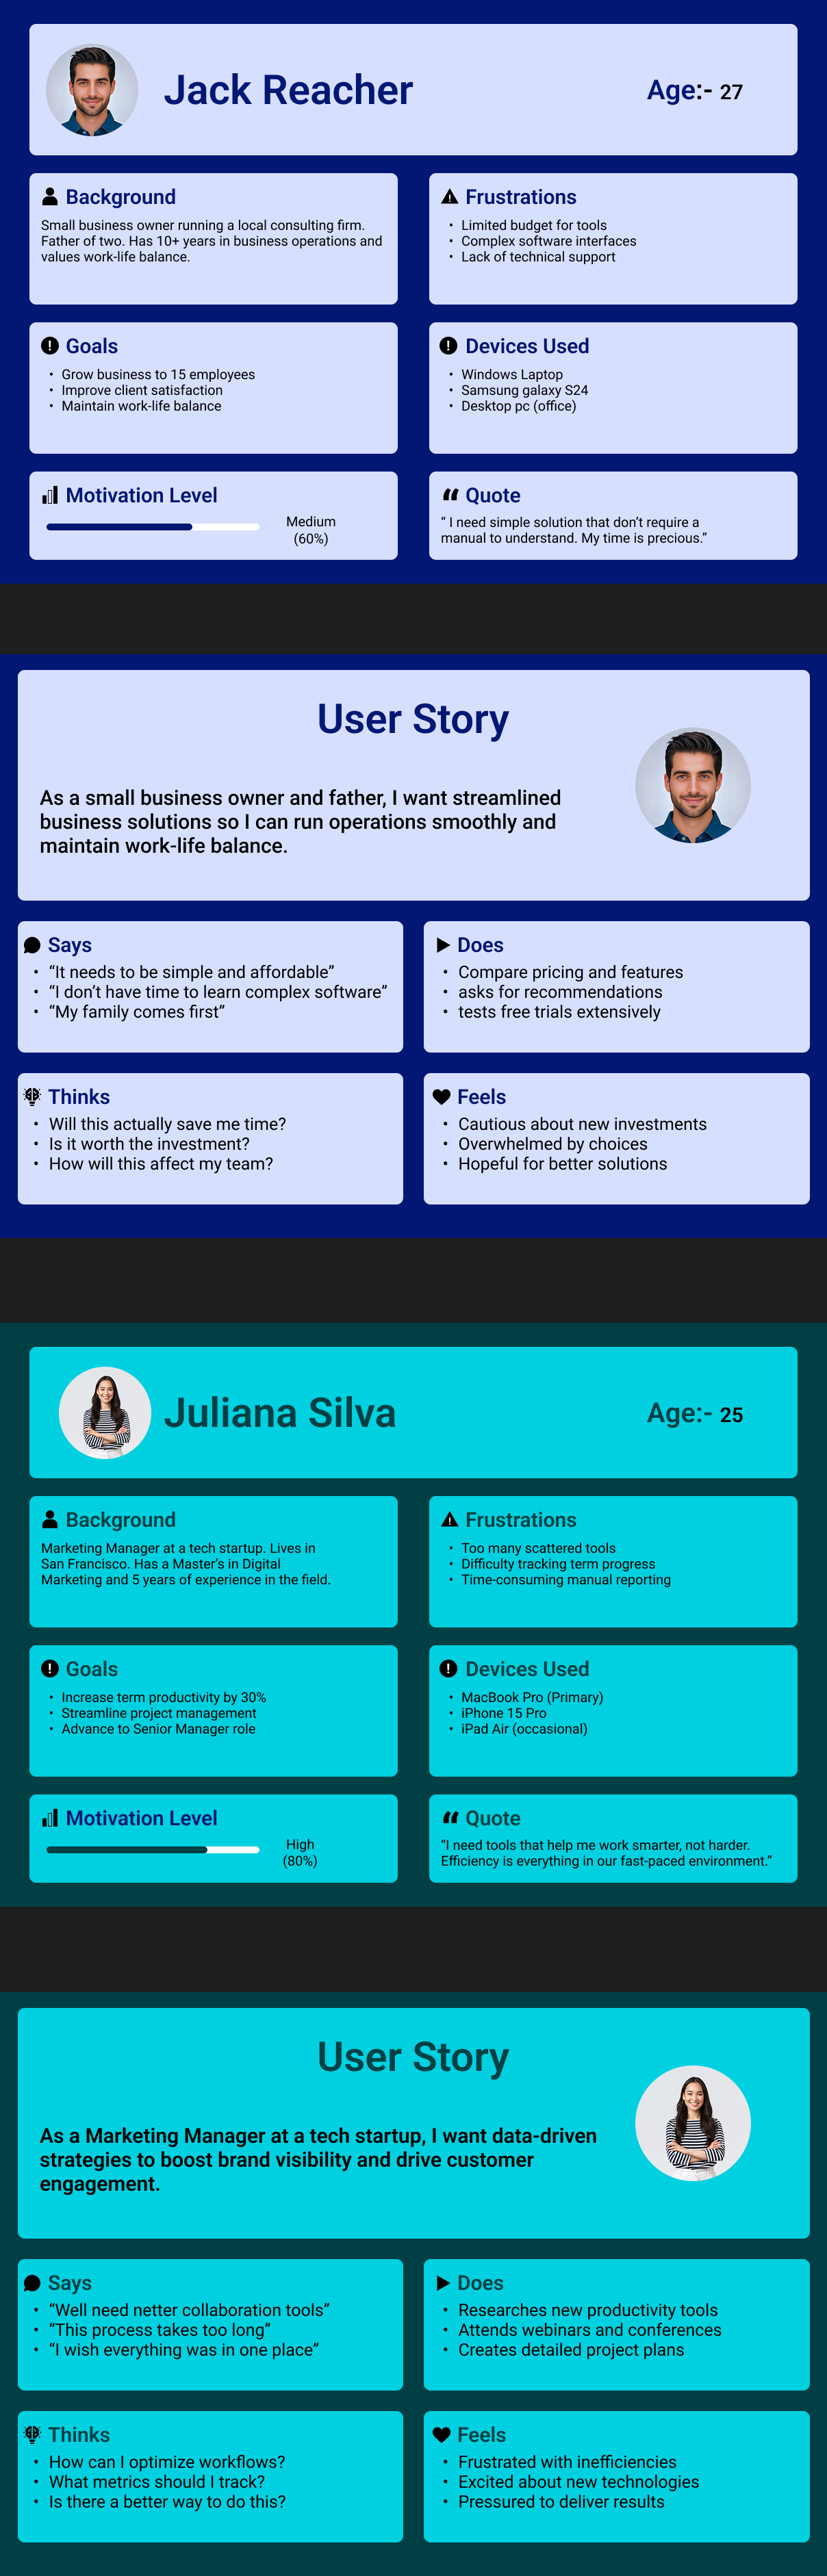 Jack Reacher
Age:- 27
Background
Small business owner running a local consulting firm.
Father of two. Has 10+ years in business operations and
values work-life balance.
Frustrations
• Limited budget for tools
• Complex software interfaces
• Lack of technical support
Goals
• Grow business to 15 employees
• Improve client satisfaction
• Maintain work-life balance
Devices Used
• Windows Laptop
• Samsung galaxy S24
• Desktop pc (office)
Motivation Level
Medium
(60%)
Quote
“ I need simple solution that don’t require a
manual to understand. My time is precious.”
User Story
As a small business owner and father, I want streamlined
business solutions so I can run operations smoothly and
maintain work-life balance.
Says
• “It needs to be simple and affordable”
• “I don’t have time to learn complex software”
• “My family comes first”
Does
• Compare pricing and features
• asks for recommendations
• tests free trials extensively
Thinks
• Will this actually save me time?
• Is it worth the investment?
• How will this affect my team?
Feels
• Cautious about new investments
• Overwhelmed by choices
• Hopeful for better solutions
Juliana Silva
Age:- 25
Background
Marketing Manager at a tech startup. Lives in
San Francisco. Has a Master’s in Digital
Marketing and 5 years of experience in the field.
Frustrations
• Too many scattered tools
• Difficulty tracking term progress
• Time-consuming manual reporting
Goals
• Increase term productivity by 30%
• Streamline project management
• Advance to Senior Manager role
Devices Used
• MacBook Pro (Primary)
• iPhone 15 Pro
• iPad Air (occasional)
Motivation Level
High
(80%)
Quote
“I need tools that help me work smarter, not harder.
Efficiency is everything in our fast-paced environment.”
User Story
As a Marketing Manager at a tech startup, I want data-driven
strategies to boost brand visibility and drive customer
engagement.
Says
• “Well need netter collaboration tools”
• “This process takes too long”
• “I wish everything was in one place”
Does
• Researches new productivity tools
• Attends webinars and conferences
• Creates detailed project plans
Thinks
• How can I optimize workflows?
• What metrics should I track?
• Is there a better way to do this?
Feels
• Frustrated with inefficiencies
• Excited about new technologies
• Pressured to deliver results